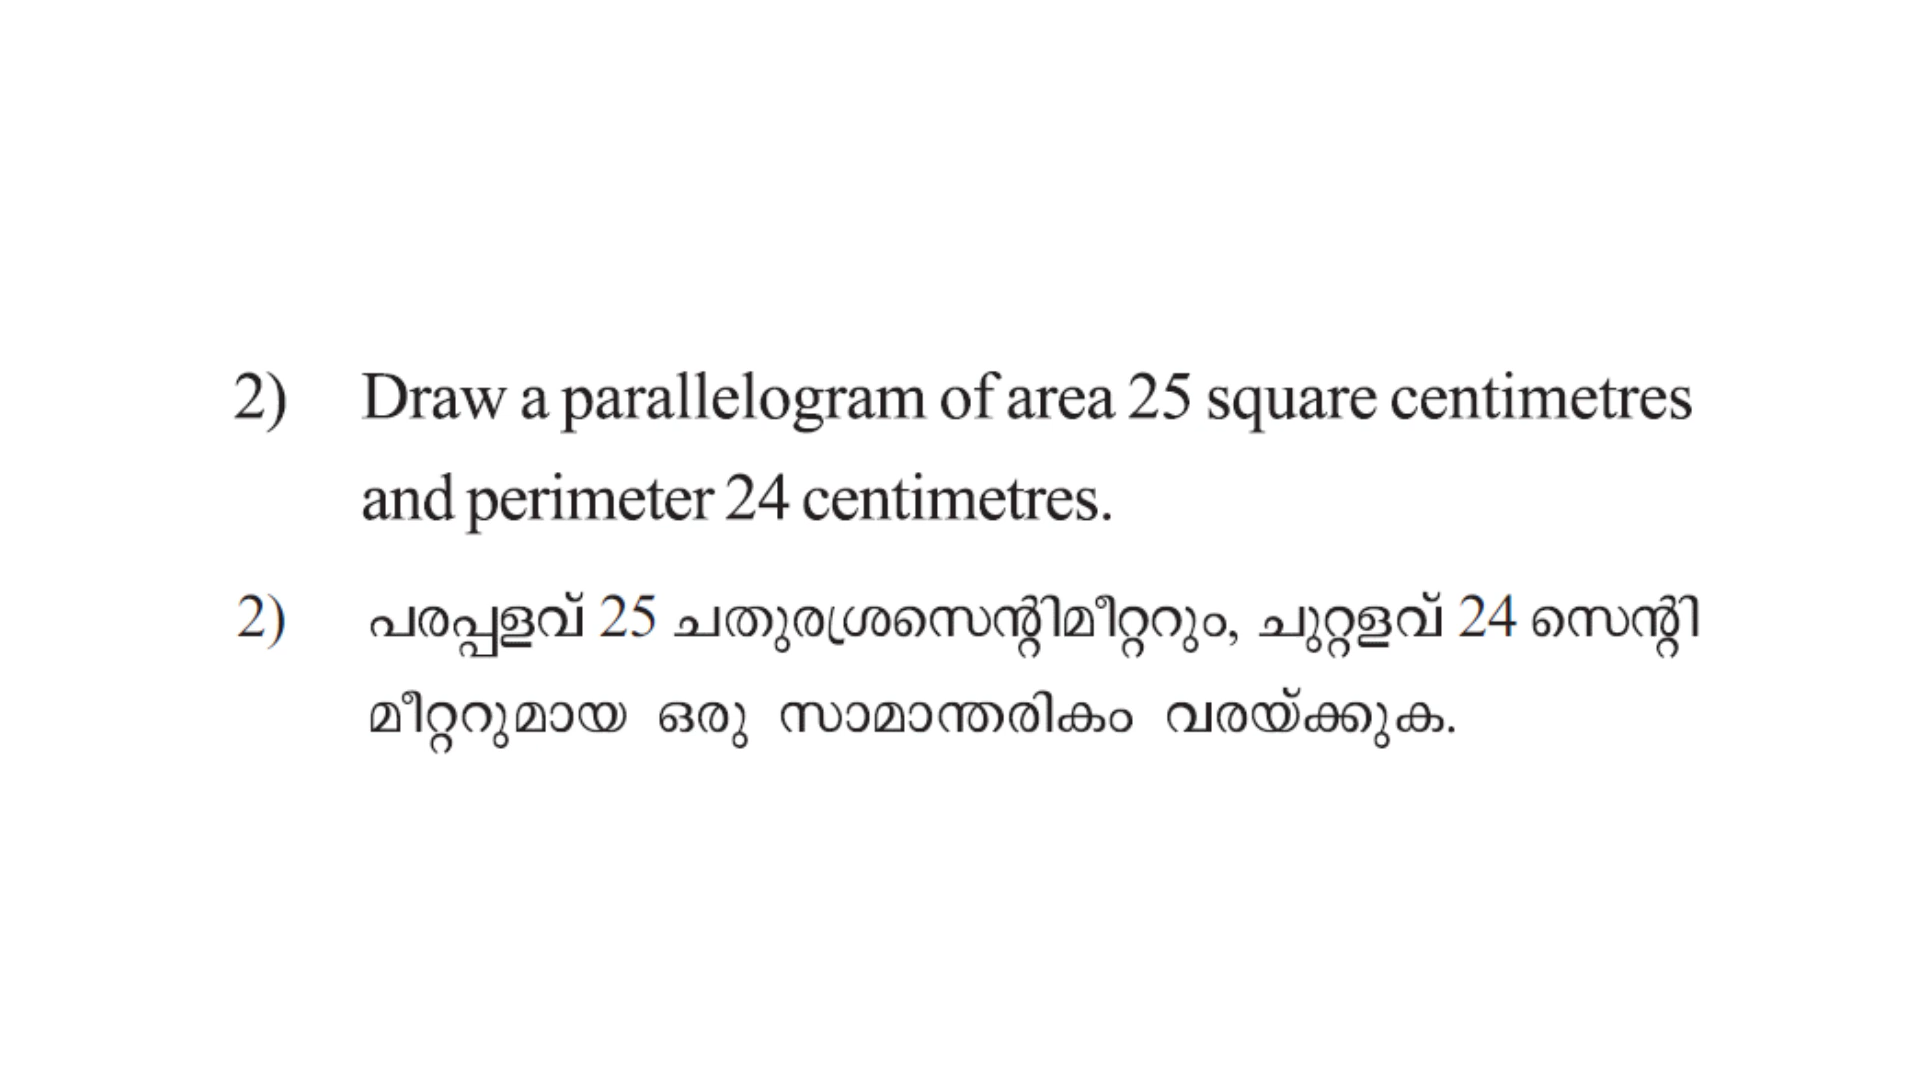 2) Draw a parallelogram of area 25 square centimetres
and perimeter 24 centimetres.
2) പരപ്പളവ് 25 ചതുരശ്രസെന്റിമീറ്ററും, ചുറ്റളവ് 24 സെന്റി
മീറ്ററുമായ ഒരു സാമാന്തരികം വരയ്ക്കുക.